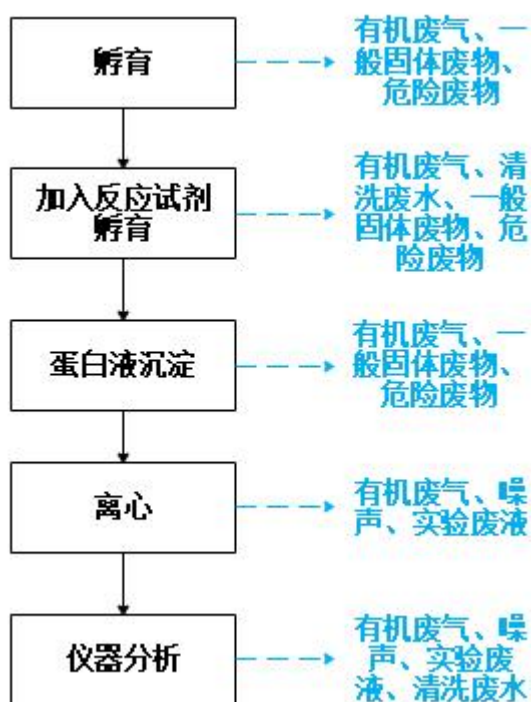 孵育
有机废气、一
般固体废物、
危险废物
加入反应试剂
孵育
有机废气、清
洗废水、一般
固体废物、危
险废物
蛋白液沉淀
有机废气、一
般固体废物、
危险废物
离心
有机废气、噪
声、实验废液
仪器分析
有机废气、噪
声、实验废
液、清洗废水